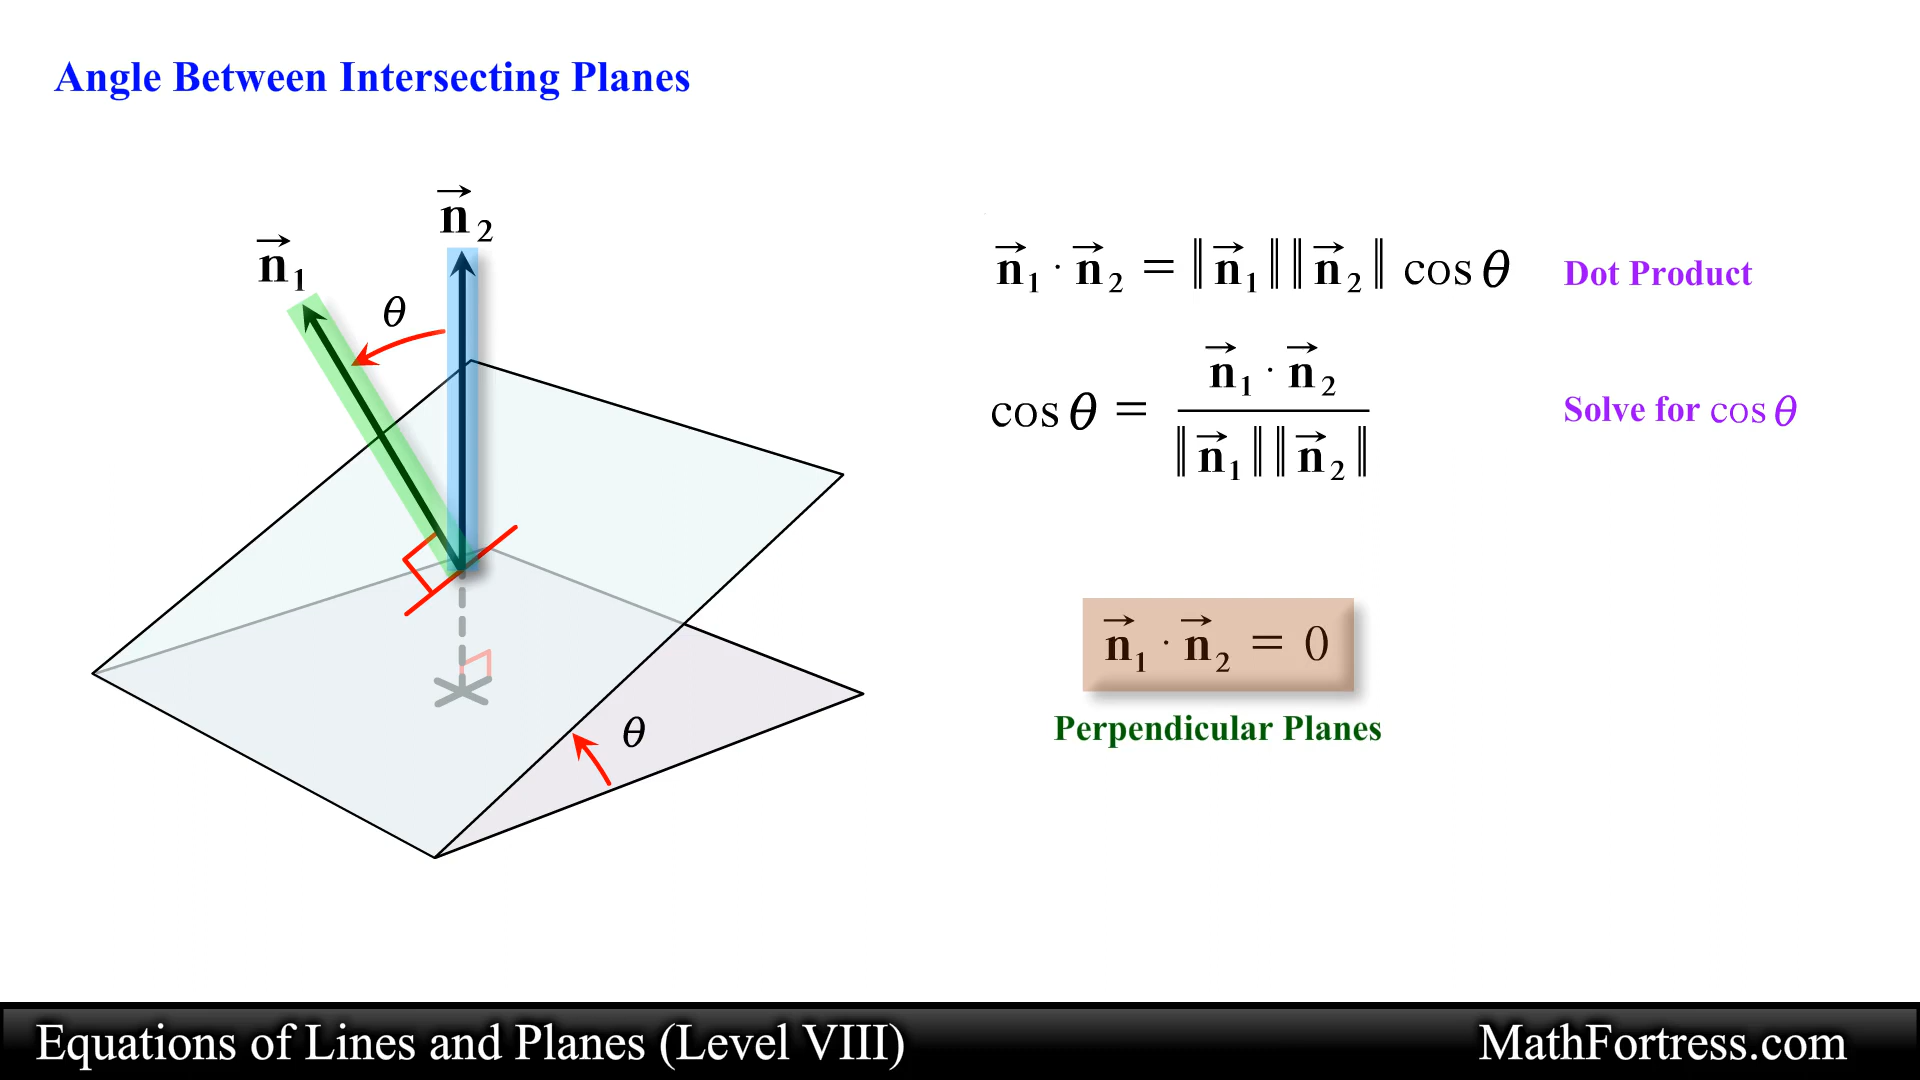 Angle Between Intersecting Planes
n⃗₁
n⃗₂
θ
θ
n⃗₁ · n⃗₂ = ‖n⃗₁‖‖n⃗₂‖ cos θ Dot Product
cos θ = n⃗₁ · n⃗₂ / ‖n⃗₁‖‖n⃗₂‖ Solve for cos θ
n⃗₁ · n⃗₂ = 0
Perpendicular Planes
Equations of Lines and Planes (Level VIII)
MathFortress.com